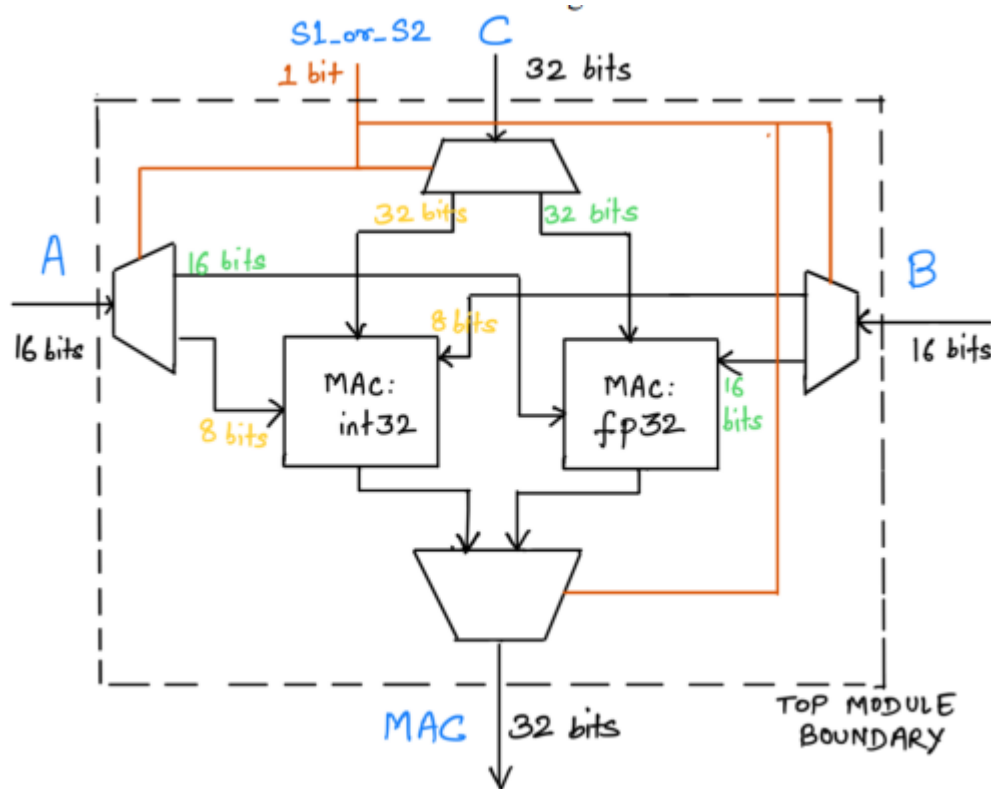 S1_or_S2
C
1 bit
32 bits
32 bits
32 bits
A
16 bits
B
8 bits
16 bits
16 bits
MAC:
int32
MAC:
fp32
16
bits
8 bits
MAC
32 bits
TOP MODULE
BOUNDARY